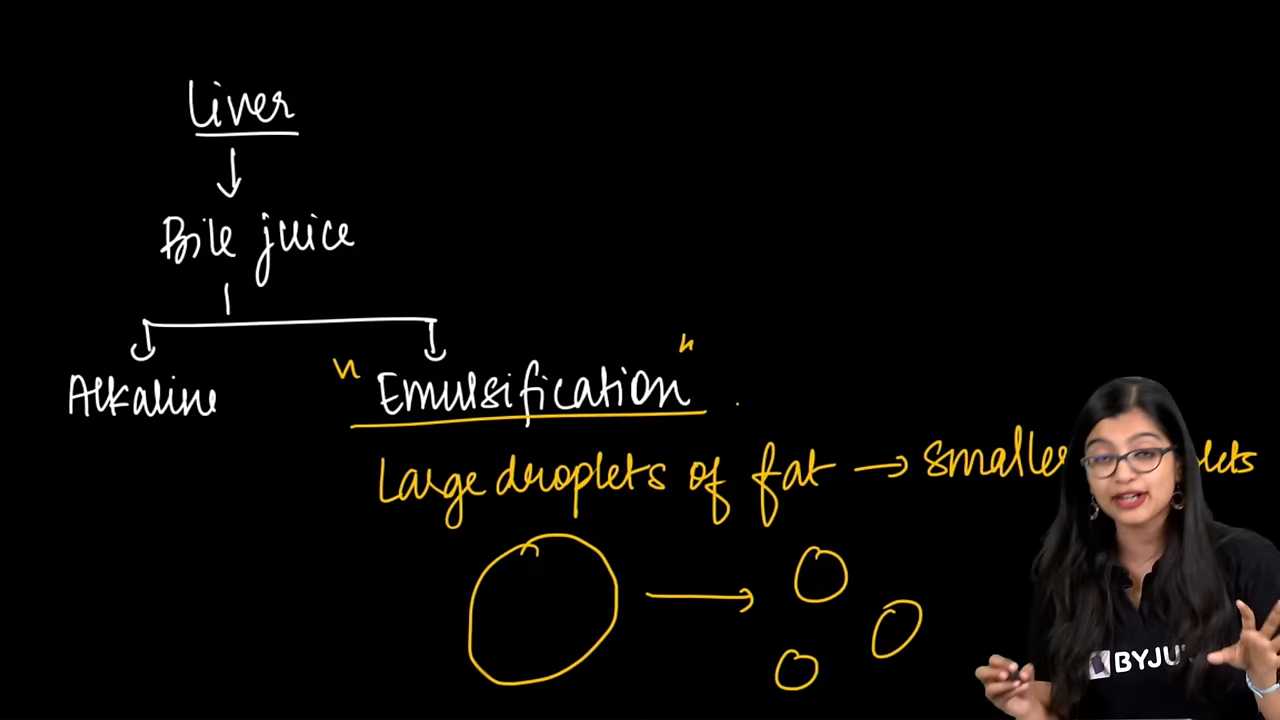 Liver
Bile juice
Alkaline
"Emulsification"
Large droplets of fat → smaller
BYJU'